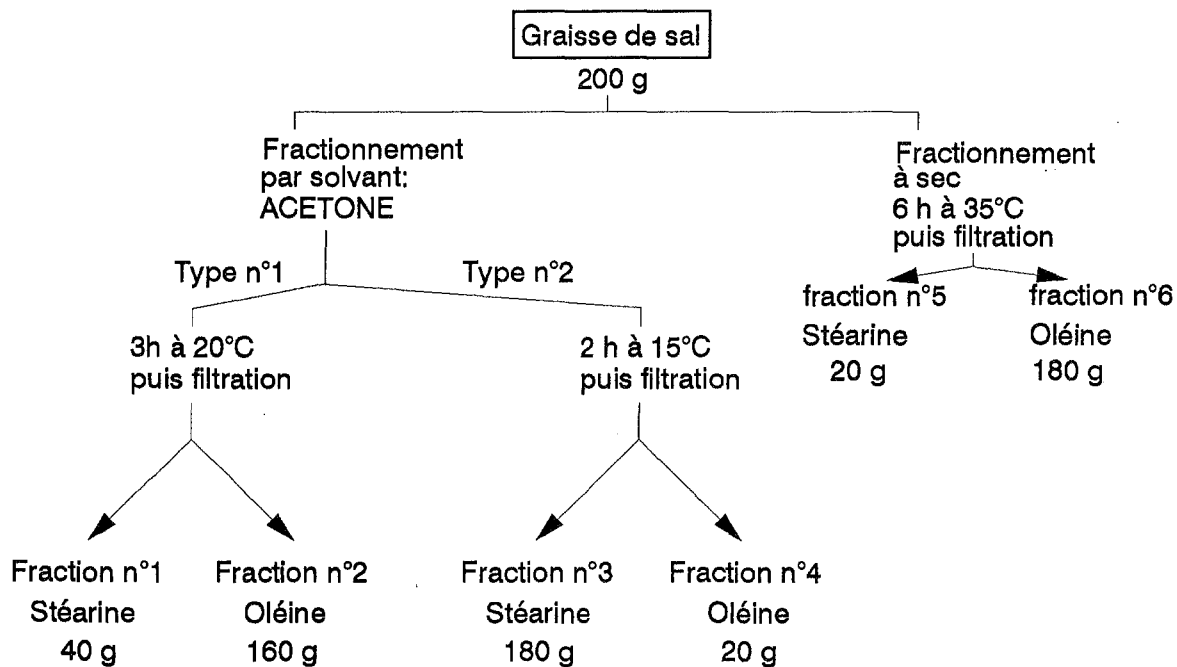 Graisse de sal
200 g
Fractionnement
par solvant:
ACETONE
Type n°1
Type n°2
3h à 20°C
puis filtration
2 h à 15°C
puis filtration
Fraction n°1
Stéarine
40 g
Fraction n°2
Oléine
160 g
Fraction n°3
Stéarine
180 g
Fraction n°4
Oléine
20 g
Fractionnement
à sec
6 h à 35°C
puis filtration
fraction n°5
Stéarine
20 g
fraction n°6
Oléine
180 g